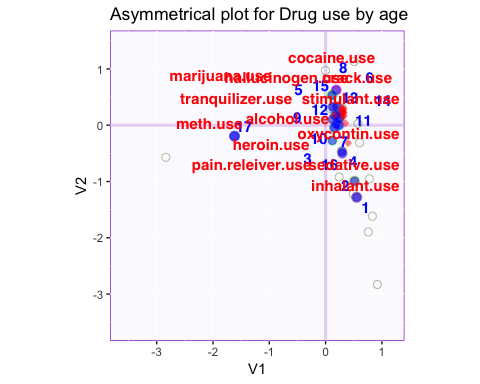 Asymmetrical plot for Drug use by age
cocaine.use
8
marijuana.use
hallucinogen.use
crack.use
6
15
5
tranquilizer.use
stimulant.use
13
14
12
9
alcohol.use
11
meth.use
17
oxycontin.use
10
7
heroin.use
3
pain.releiver.use
16
sedative.use
4
inhalant.use
2
1
1
0
-1
-2
-3
V2
-3
-2
-1
0
1
V1